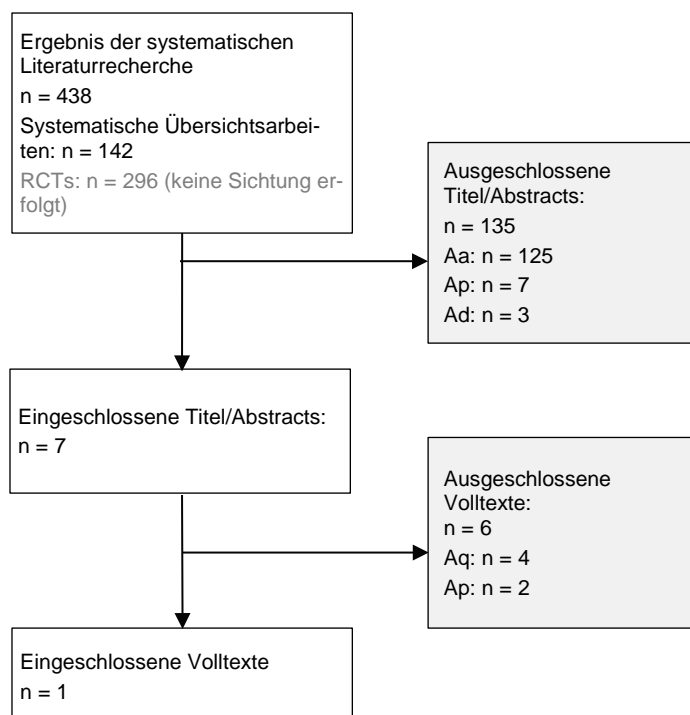 Ergebnis der systematischen
Literaturrecherche
n = 438
Systematische Übersichtsarbei-
ten: n = 142
RCTs: n = 296 (keine Sichtung er-
folgt)
Ausgeschlossene
Titel/Abstracts:
n = 135
Aa: n = 125
Ap: n = 7
Ad: n = 3
Eingeschlossene Titel/Abstracts:
n = 7
Ausgeschlossene
Volltexte:
n = 6
Aq: n = 4
Ap: n = 2
Eingeschlossene Volltexte
n = 1